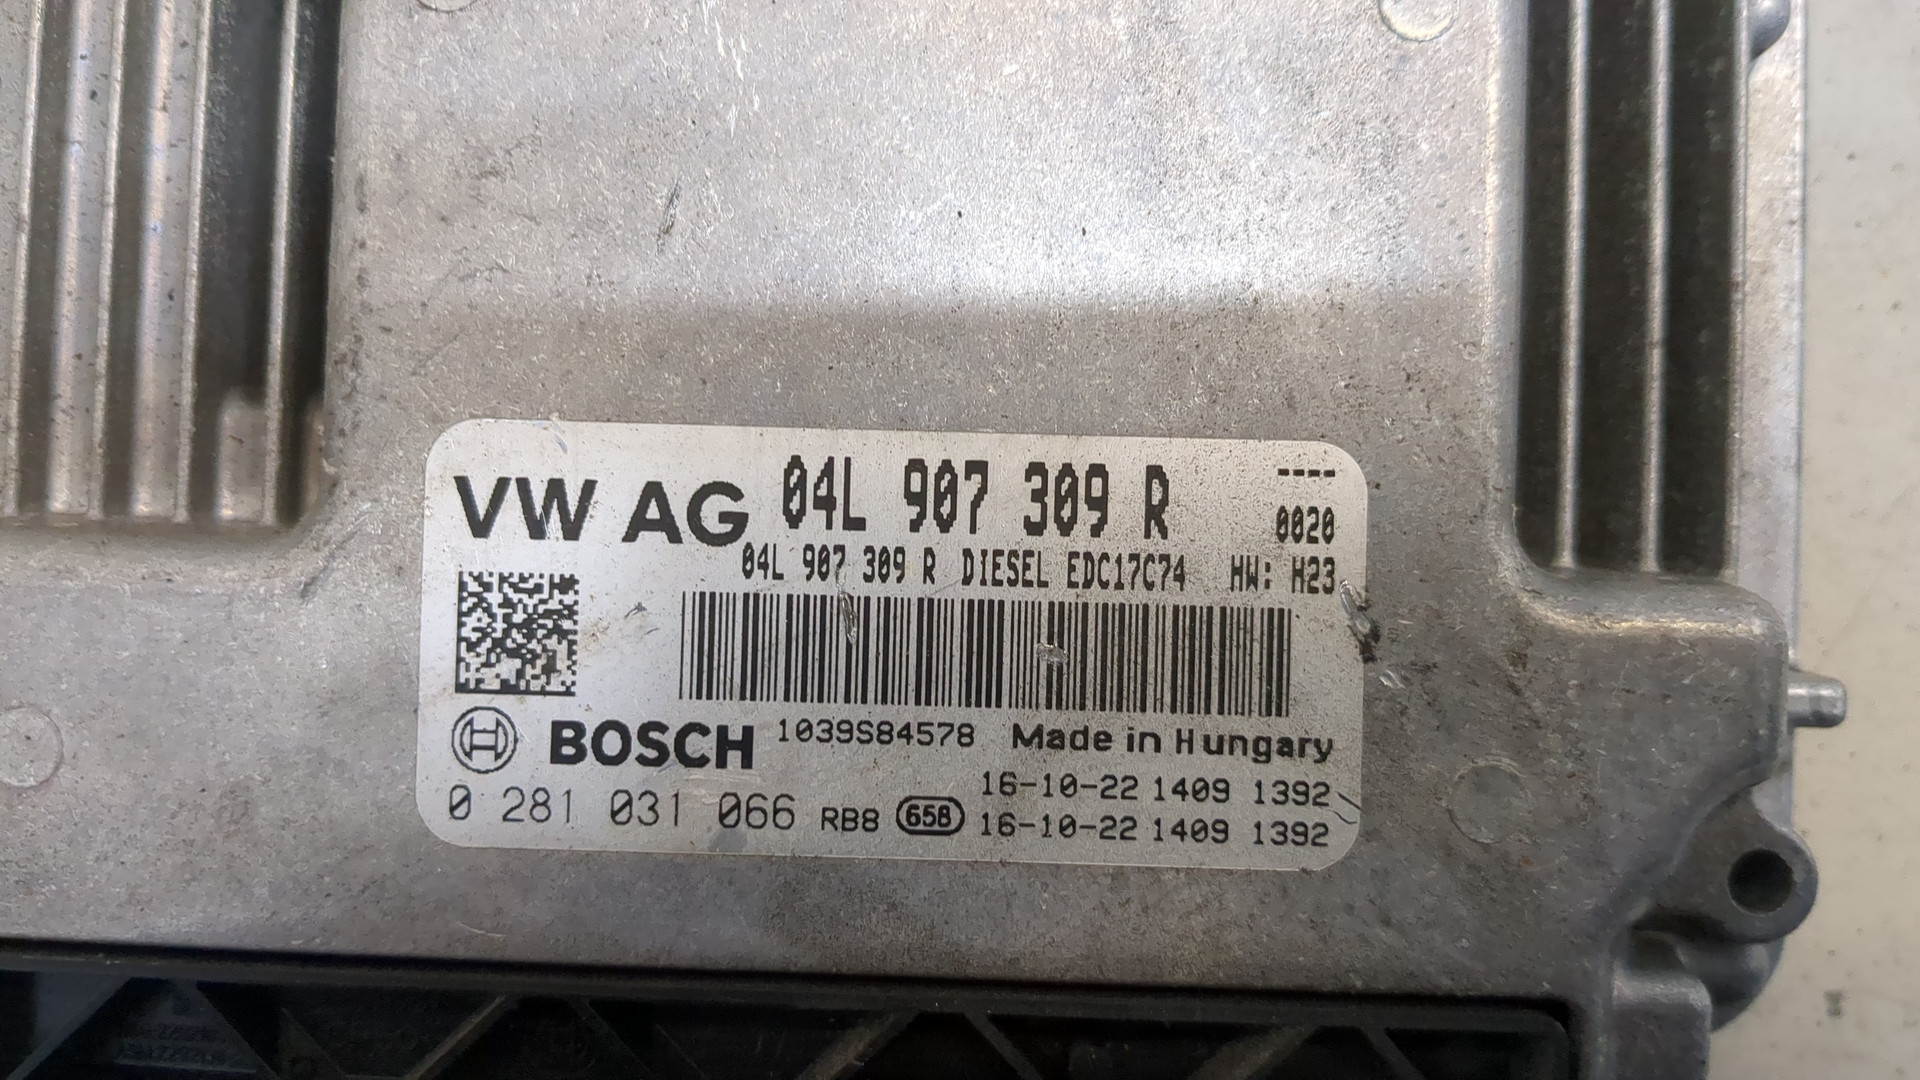 VW AG 04L 907 309 R ----
0020
04L 907 309 R DIESEL EDC17C74 HW: H23
BOSCH 1039S84578 Made in Hungary
16-10-22 1409 1392
0 281 031 066 RB8 658 16-10-22 1409 1392